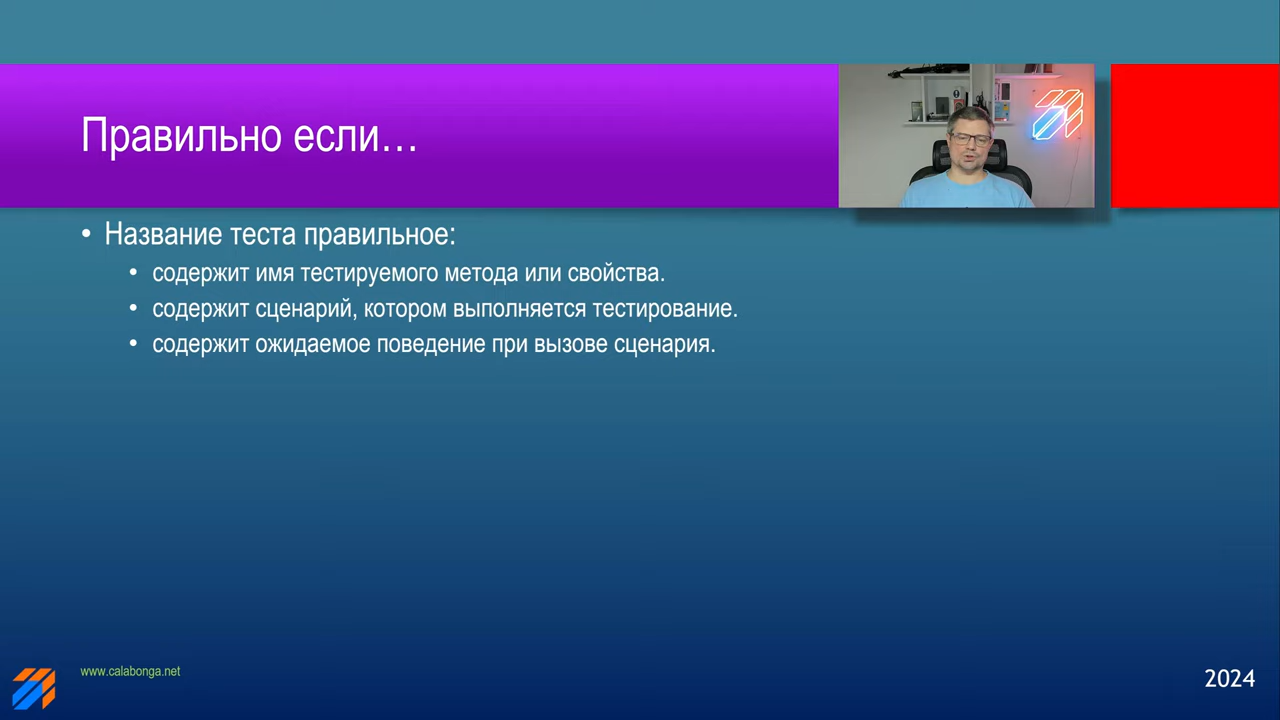 Правильно если…
• Название теста правильное:
• содержит имя тестируемого метода или свойства.
• содержит сценарий, котором выполняется тестирование.
• содержит ожидаемое поведение при вызове сценария.
www.calabonga.net
2024